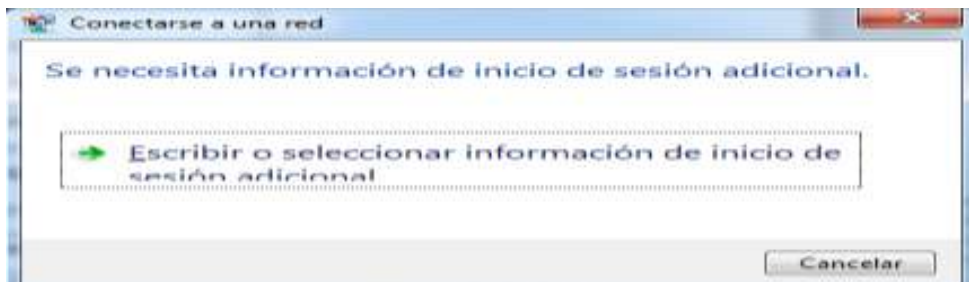 Conectarse a una red
Se necesita información de inicio de sesión adicional.
Escribir o seleccionar información de inicio de
sesión adicional
Cancelar